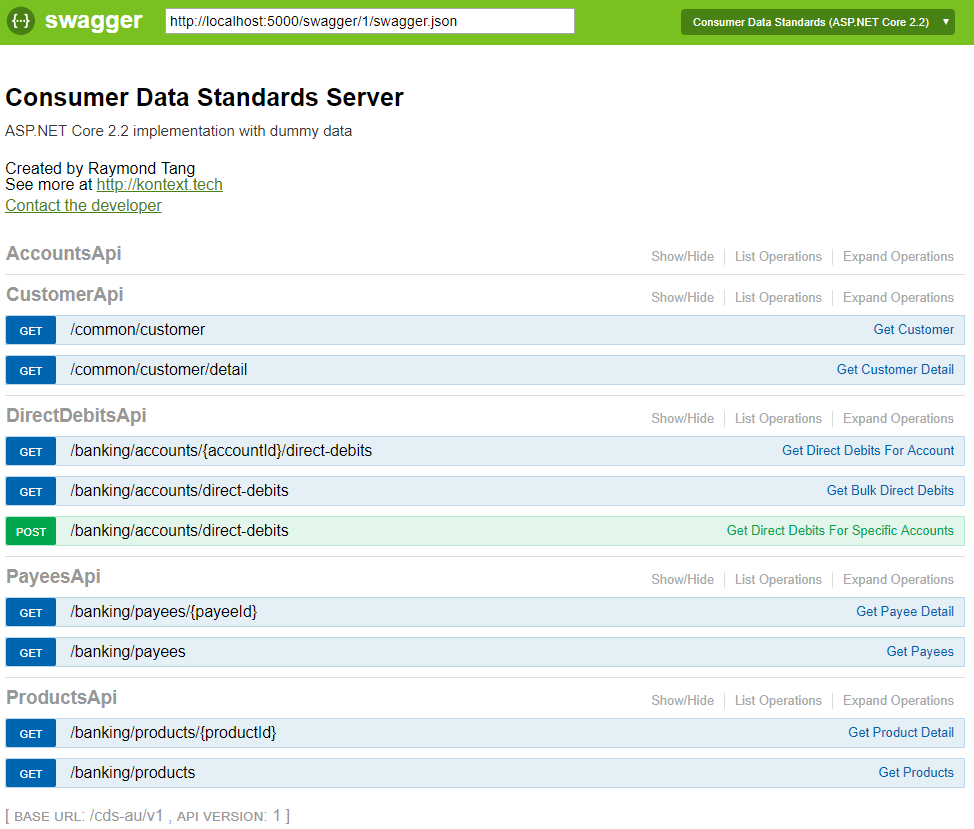 {··} swagger http://localhost:5000/swagger/1/swagger.json Consumer Data Standards (ASP.NET Core 2.2) ▼
Consumer Data Standards Server
ASP.NET Core 2.2 implementation with dummy data
Created by Raymond Tang
See more at http://kontext.tech
Contact the developer
AccountsApi Show/Hide List Operations Expand Operations
CustomerApi Show/Hide List Operations Expand Operations
GET /common/customer Get Customer
GET /common/customer/detail Get Customer Detail
DirectDebitsApi Show/Hide List Operations Expand Operations
GET /banking/accounts/{accountId}/direct-debits Get Direct Debits For Account
GET /banking/accounts/direct-debits Get Bulk Direct Debits
POST /banking/accounts/direct-debits Get Direct Debits For Specific Accounts
PayeesApi Show/Hide List Operations Expand Operations
GET /banking/payees/{payeeId} Get Payee Detail
GET /banking/payees Get Payees
ProductsApi Show/Hide List Operations Expand Operations
GET /banking/products/{productId} Get Product Detail
GET /banking/products Get Products
[ BASE URL: /cds-au/v1 , API VERSION: 1 ]